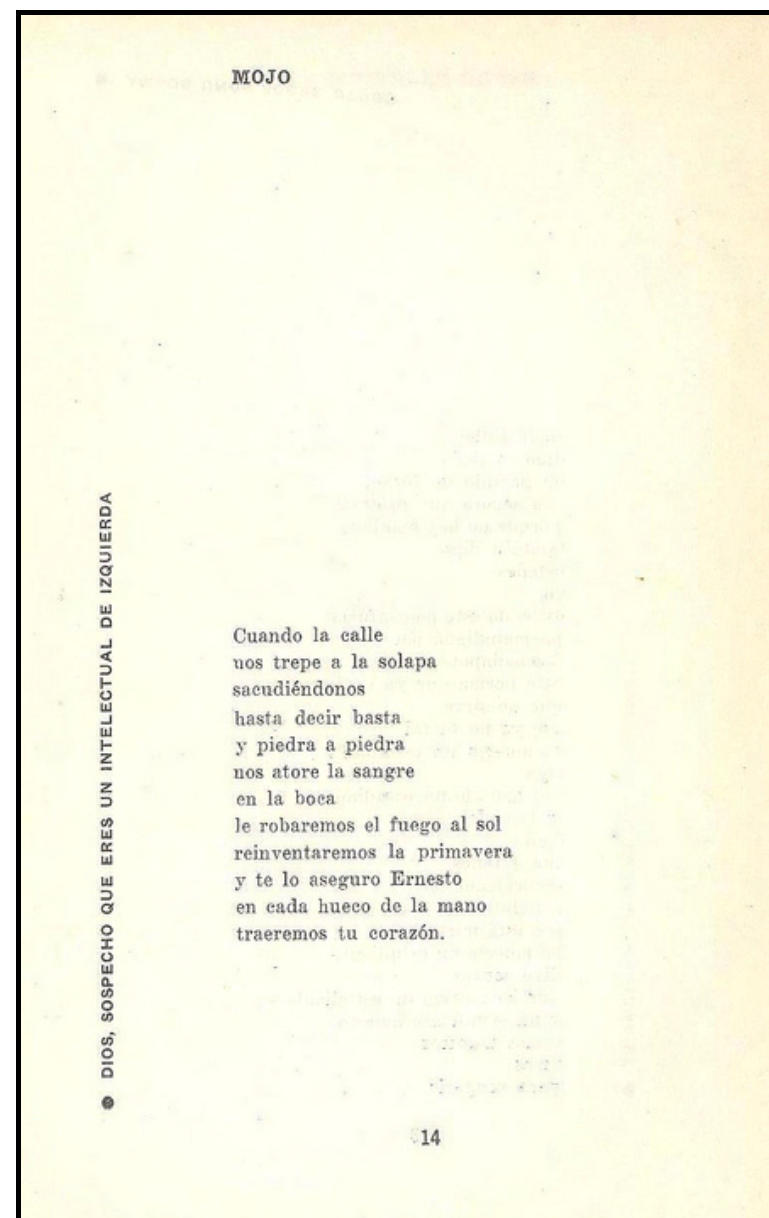 MOJO
DIOS, SOSPECHO QUE ERES UN INTELECTUAL DE IZQUIERDA
Cuando la calle
nos trepe a la solapa
sacudiéndonos
hasta decir basta
y piedra a piedra
nos atore la sangre
en la boca
le robaremos el fuego al sol
reinventaremos la primavera
y te lo aseguro Ernesto
en cada hueco de la mano
traeremos tu corazón.
14